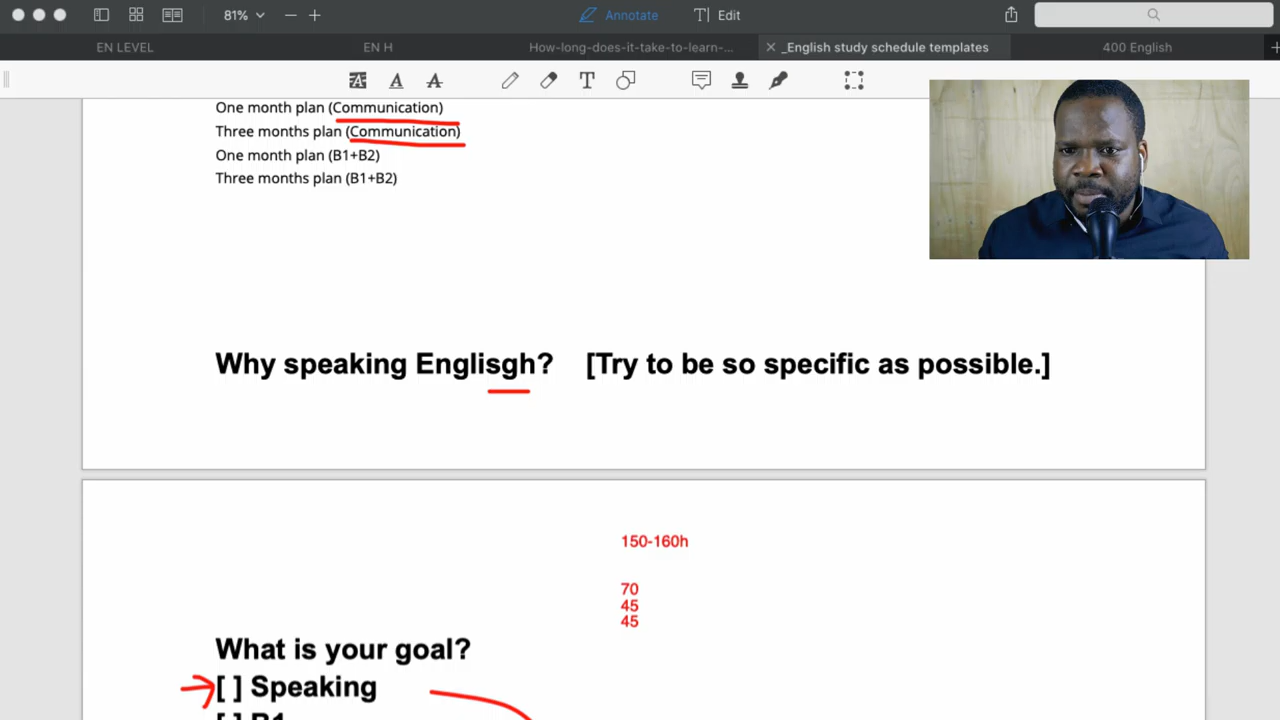 81%
Annotate
T| Edit
EN LEVEL
EN H
How-long-does-it-take-to-learn-...
_English study schedule templates
400 English
One month plan (Communication)
Three months plan (Communication)
One month plan (B1+B2)
Three months plan (B1+B2)
Why speaking Englisgh? [Try to be so specific as possible.]
150-160h
70
45
45
What is your goal?
[ ] Speaking
[ ] B1